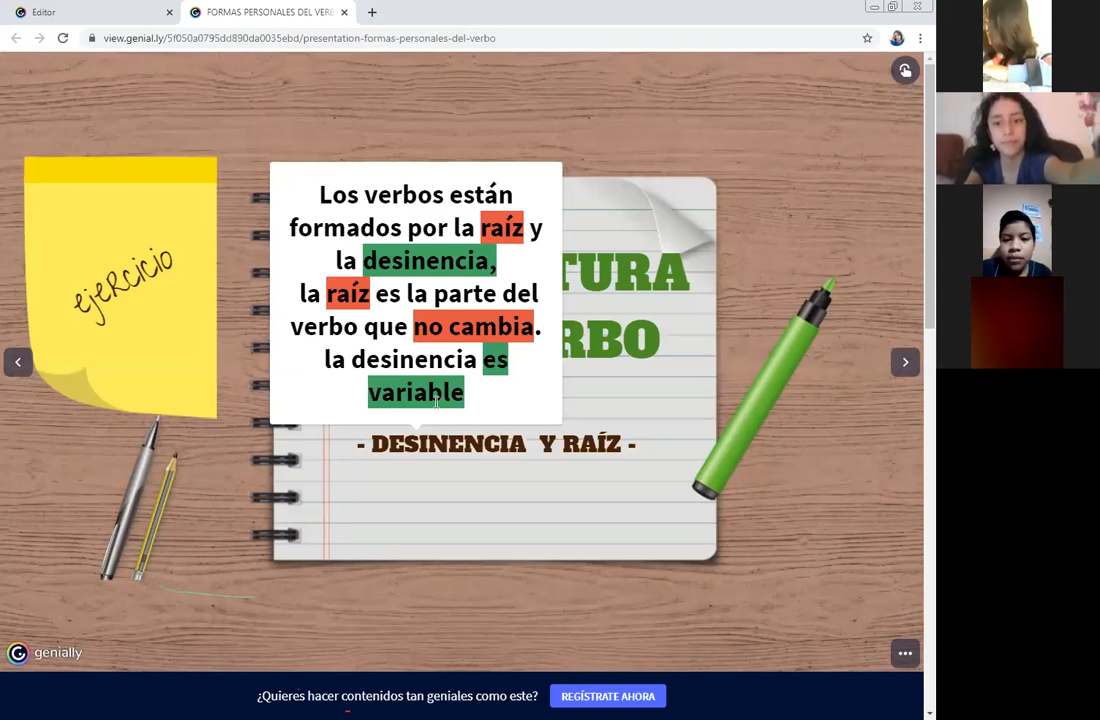 Editor
FORMAS PERSONALES DEL VERB
view.genial.ly/5f050a0795dd890da0035ebd/presentation-formas-personales-del-verbo
ejercicio
Los verbos están
formados por la raíz y
la desinencia,
la raíz es la parte del
verbo que no cambia.
la desinencia es
variable
TURA
RBO
- DESINENCIA Y RAÍZ -
genially
¿Quieres hacer contenidos tan geniales como este?
REGÍSTRATE AHORA